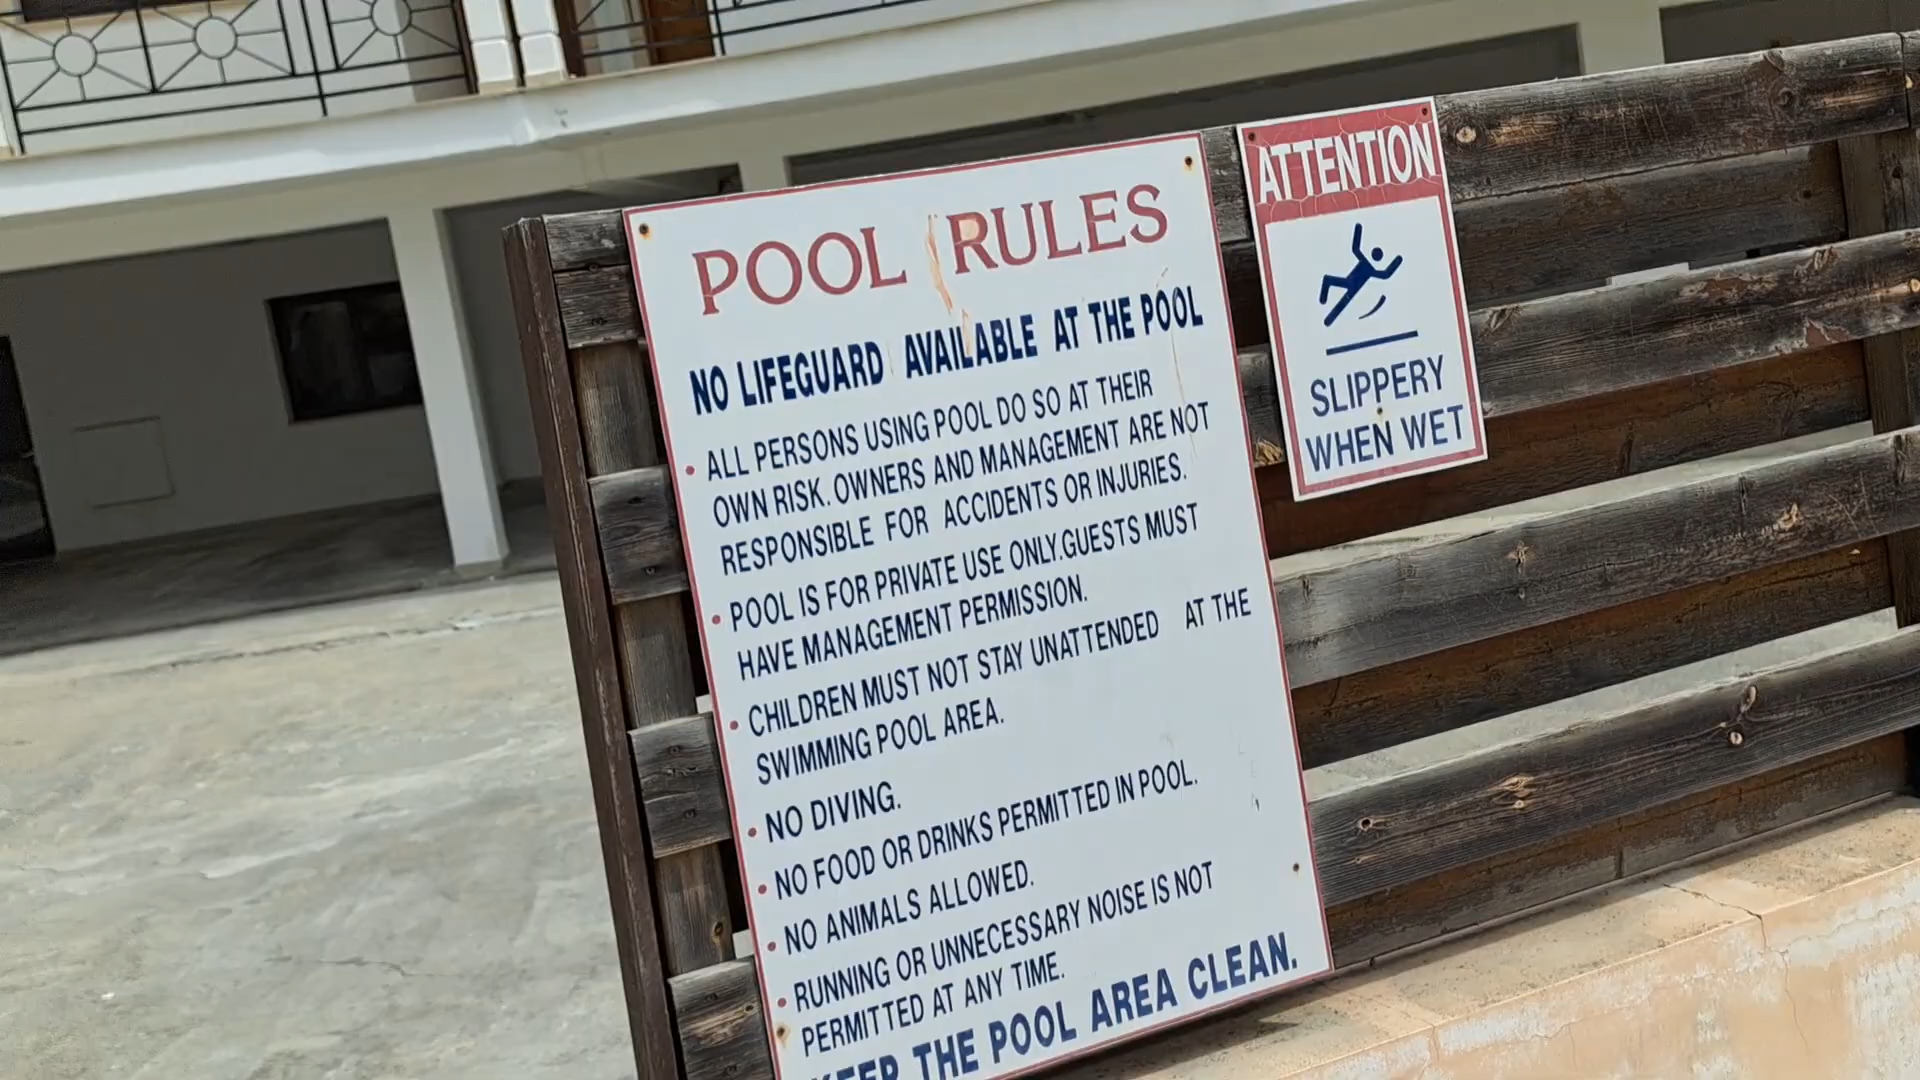 POOL RULES
NO LIFEGUARD AVAILABLE AT THE POOL
• ALL PERSONS USING POOL DO SO AT THEIR
OWN RISK. OWNERS AND MANAGEMENT ARE NOT
RESPONSIBLE FOR ACCIDENTS OR INJURIES.
• POOL IS FOR PRIVATE USE ONLY.GUESTS MUST
HAVE MANAGEMENT PERMISSION.
• CHILDREN MUST NOT STAY UNATTENDED AT THE
SWIMMING POOL AREA.
• NO DIVING.
• NO FOOD OR DRINKS PERMITTED IN POOL.
• NO ANIMALS ALLOWED.
• RUNNING OR UNNECESSARY NOISE IS NOT
PERMITTED AT ANY TIME.
KEEP THE POOL AREA CLEAN.
ATTENTION
SLIPPERY
WHEN WET